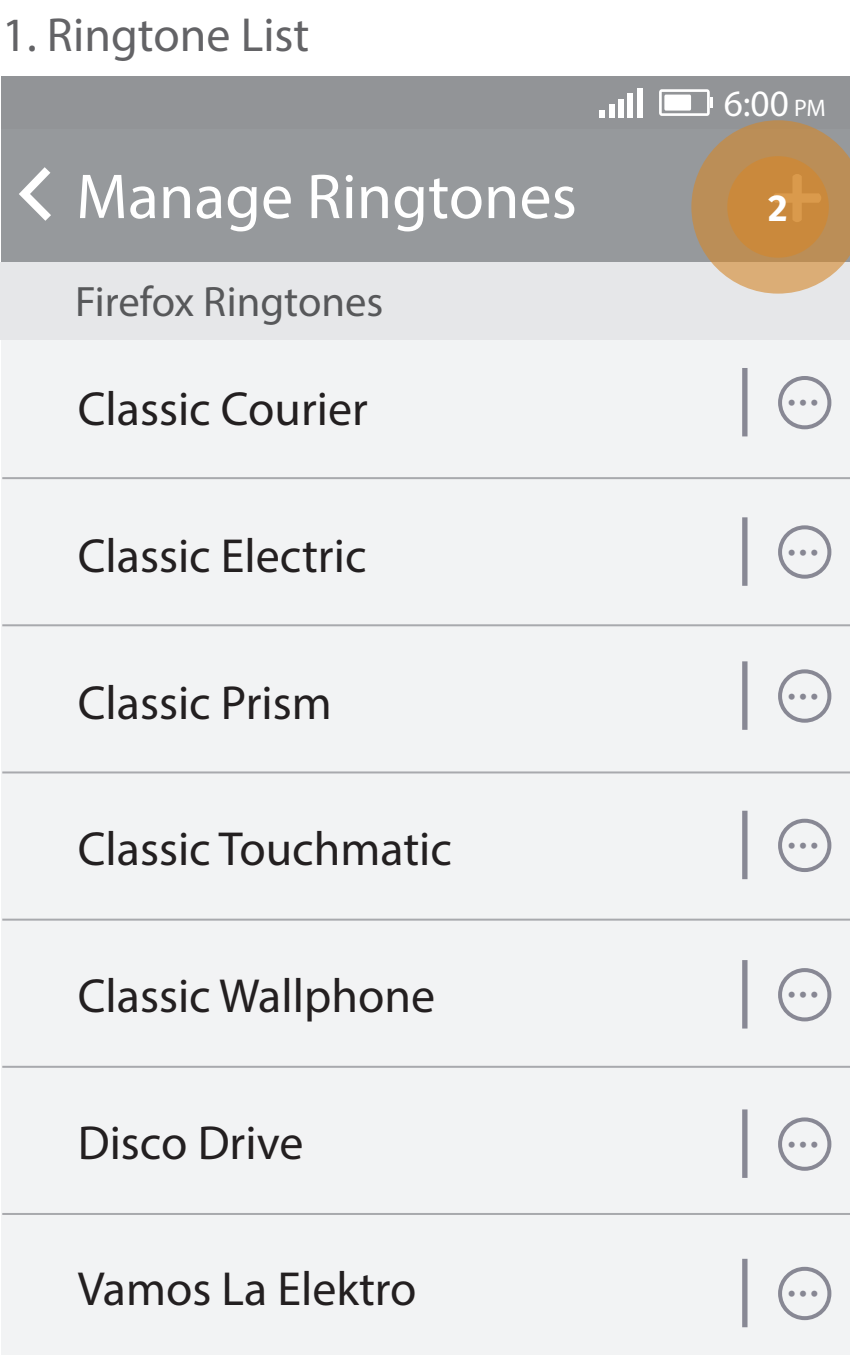 1. Ringtone List
6:00 PM
Manage Ringtones
2
Firefox Ringtones
Classic Courier
Classic Electric
Classic Prism
Classic Touchmatic
Classic Wallphone
Disco Drive
Vamos La Elektro